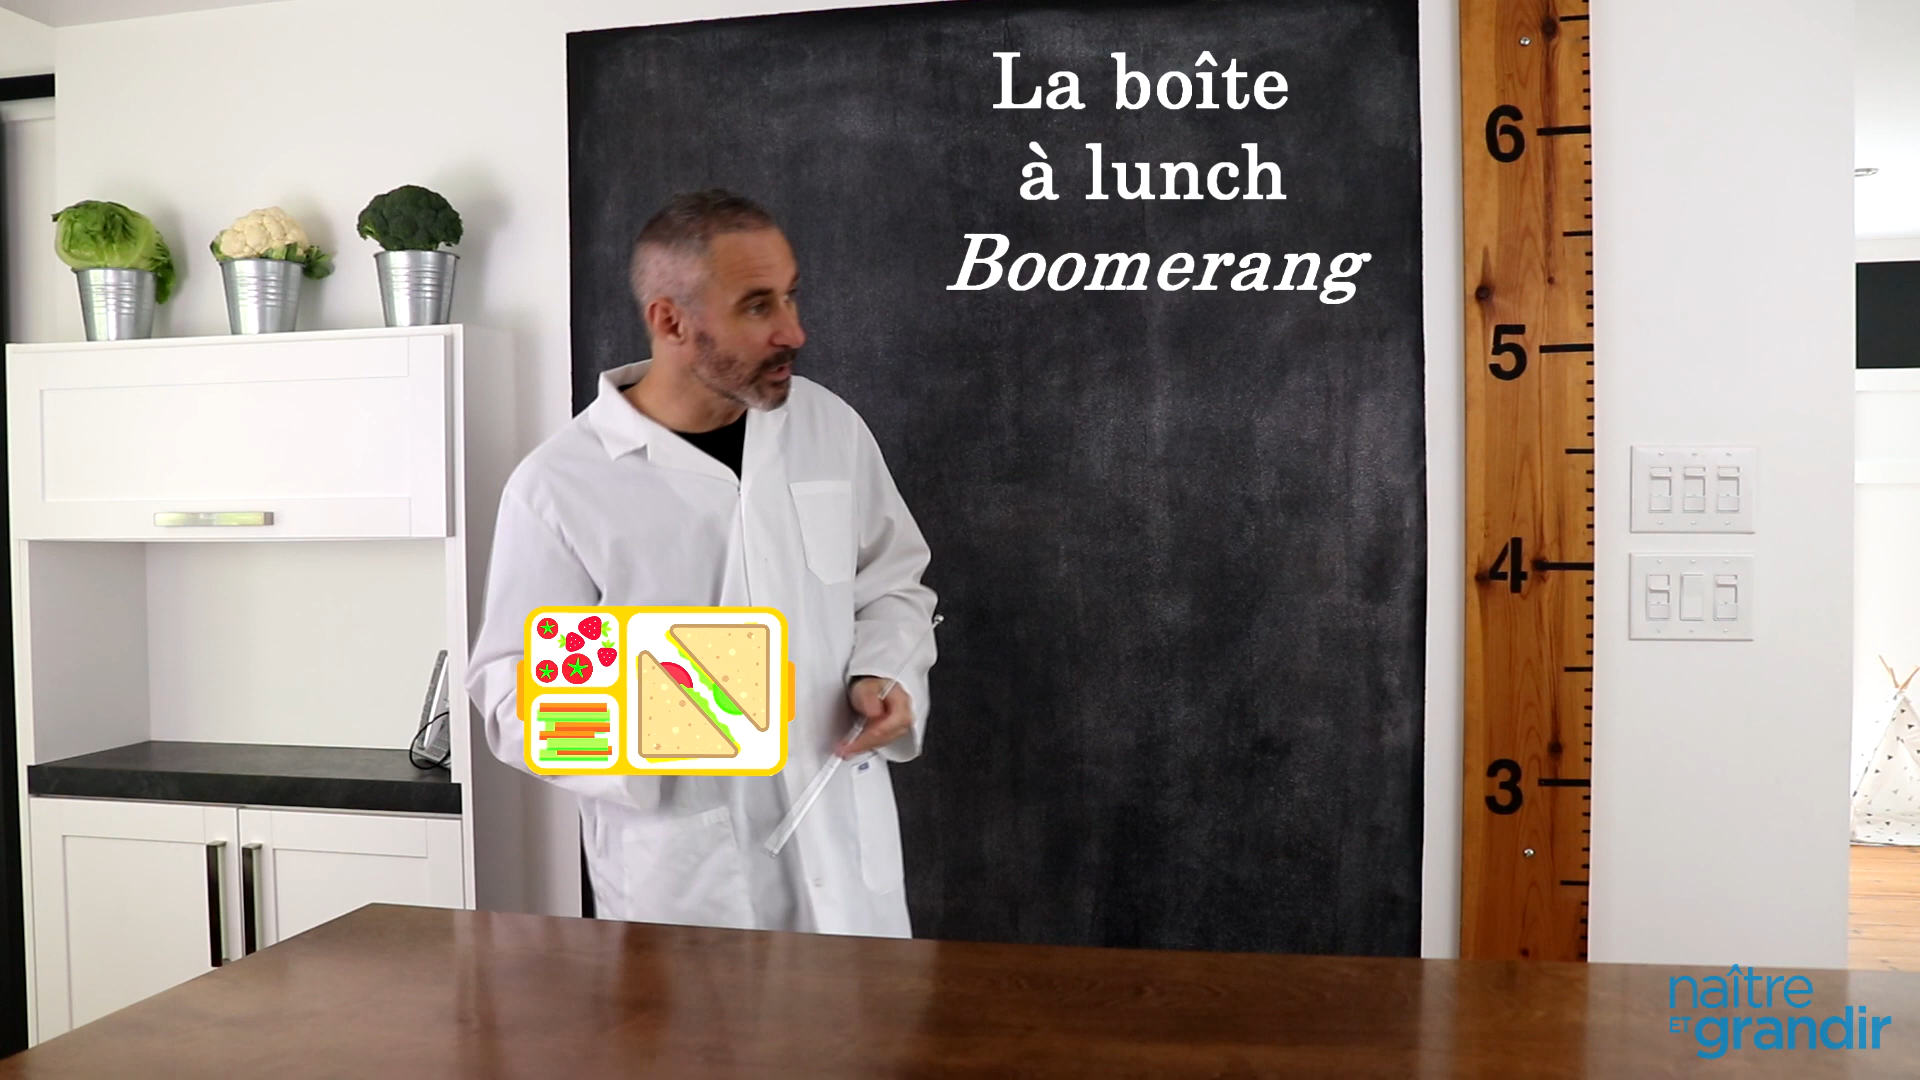 La boîte
à lunch
Boomerang
6
5
4
3
naître
ET grandir